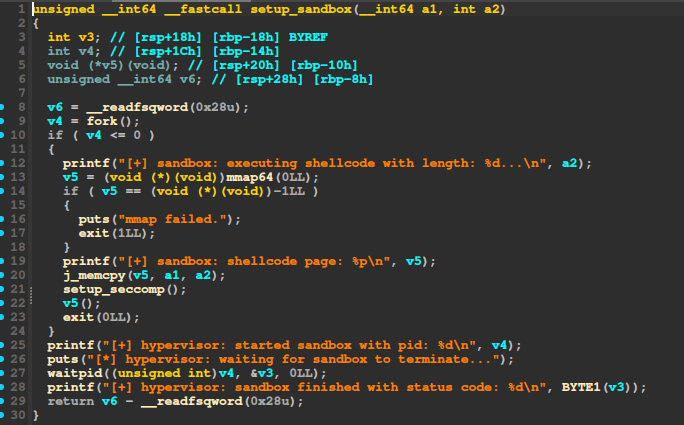 1 unsigned __int64 __fastcall setup_sandbox(__int64 a1, int a2)
2 {
3 int v3; // [rsp+18h] [rbp-18h] BYREF
4 int v4; // [rsp+1Ch] [rbp-14h]
5 void (*v5)(void); // [rsp+20h] [rbp-10h]
6 unsigned __int64 v6; // [rsp+28h] [rbp-8h]
7
8 v6 = __readfsqword(0x28u);
9 v4 = fork();
10 if ( v4 <= 0 )
11 {
12 printf("[+] sandbox: executing shellcode with length: %d...\n", a2);
13 v5 = (void (*)(void))mmap64(0LL);
14 if ( v5 == (void (*)(void))-1LL )
15 {
16 puts("mmap failed.");
17 exit(1LL);
18 }
19 printf("[+] sandbox: shellcode page: %p\n", v5);
20 j_memcpy(v5, a1, a2);
21 setup_seccomp();
22 v5();
23 exit(0LL);
24 }
25 printf("[+] hypervisor: started sandbox with pid: %d\n", v4);
26 puts("[*] hypervisor: waiting for sandbox to terminate...");
27 waitpid((unsigned int)v4, &v3, 0LL);
28 printf("[+] hypervisor: sandbox finished with status code: %d\n", BYTE1(v3));
29 return v6 - __readfsqword(0x28u);
30 }